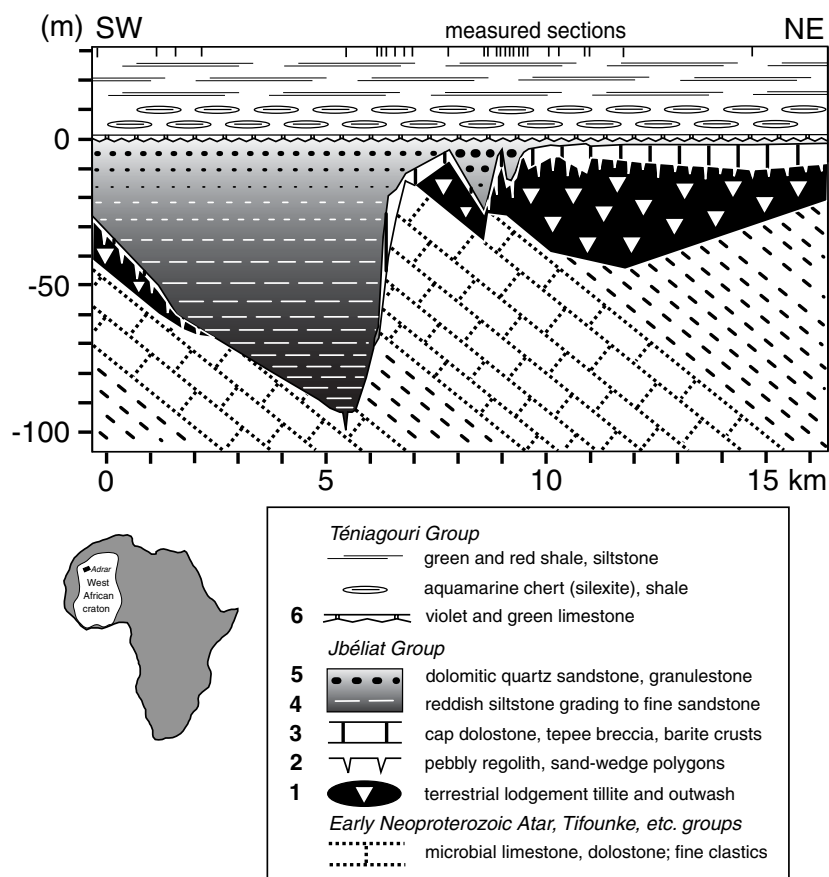 (m) SW measured sections NE
0
-50
-100
0 5 10 15 km
Adrar
West
African
craton
Téniagouri Group
green and red shale, siltstone
aquamarine chert (silexite), shale
6 violet and green limestone
Jbéliat Group
5 dolomitic quartz sandstone, granulestone
4 reddish siltstone grading to fine sandstone
3 cap dolostone, tepee breccia, barite crusts
2 pebbly regolith, sand-wedge polygons
1 terrestrial lodgement tillite and outwash
Early Neoproterozoic Atar, Tifounke, etc. groups
microbial limestone, dolostone; fine clastics